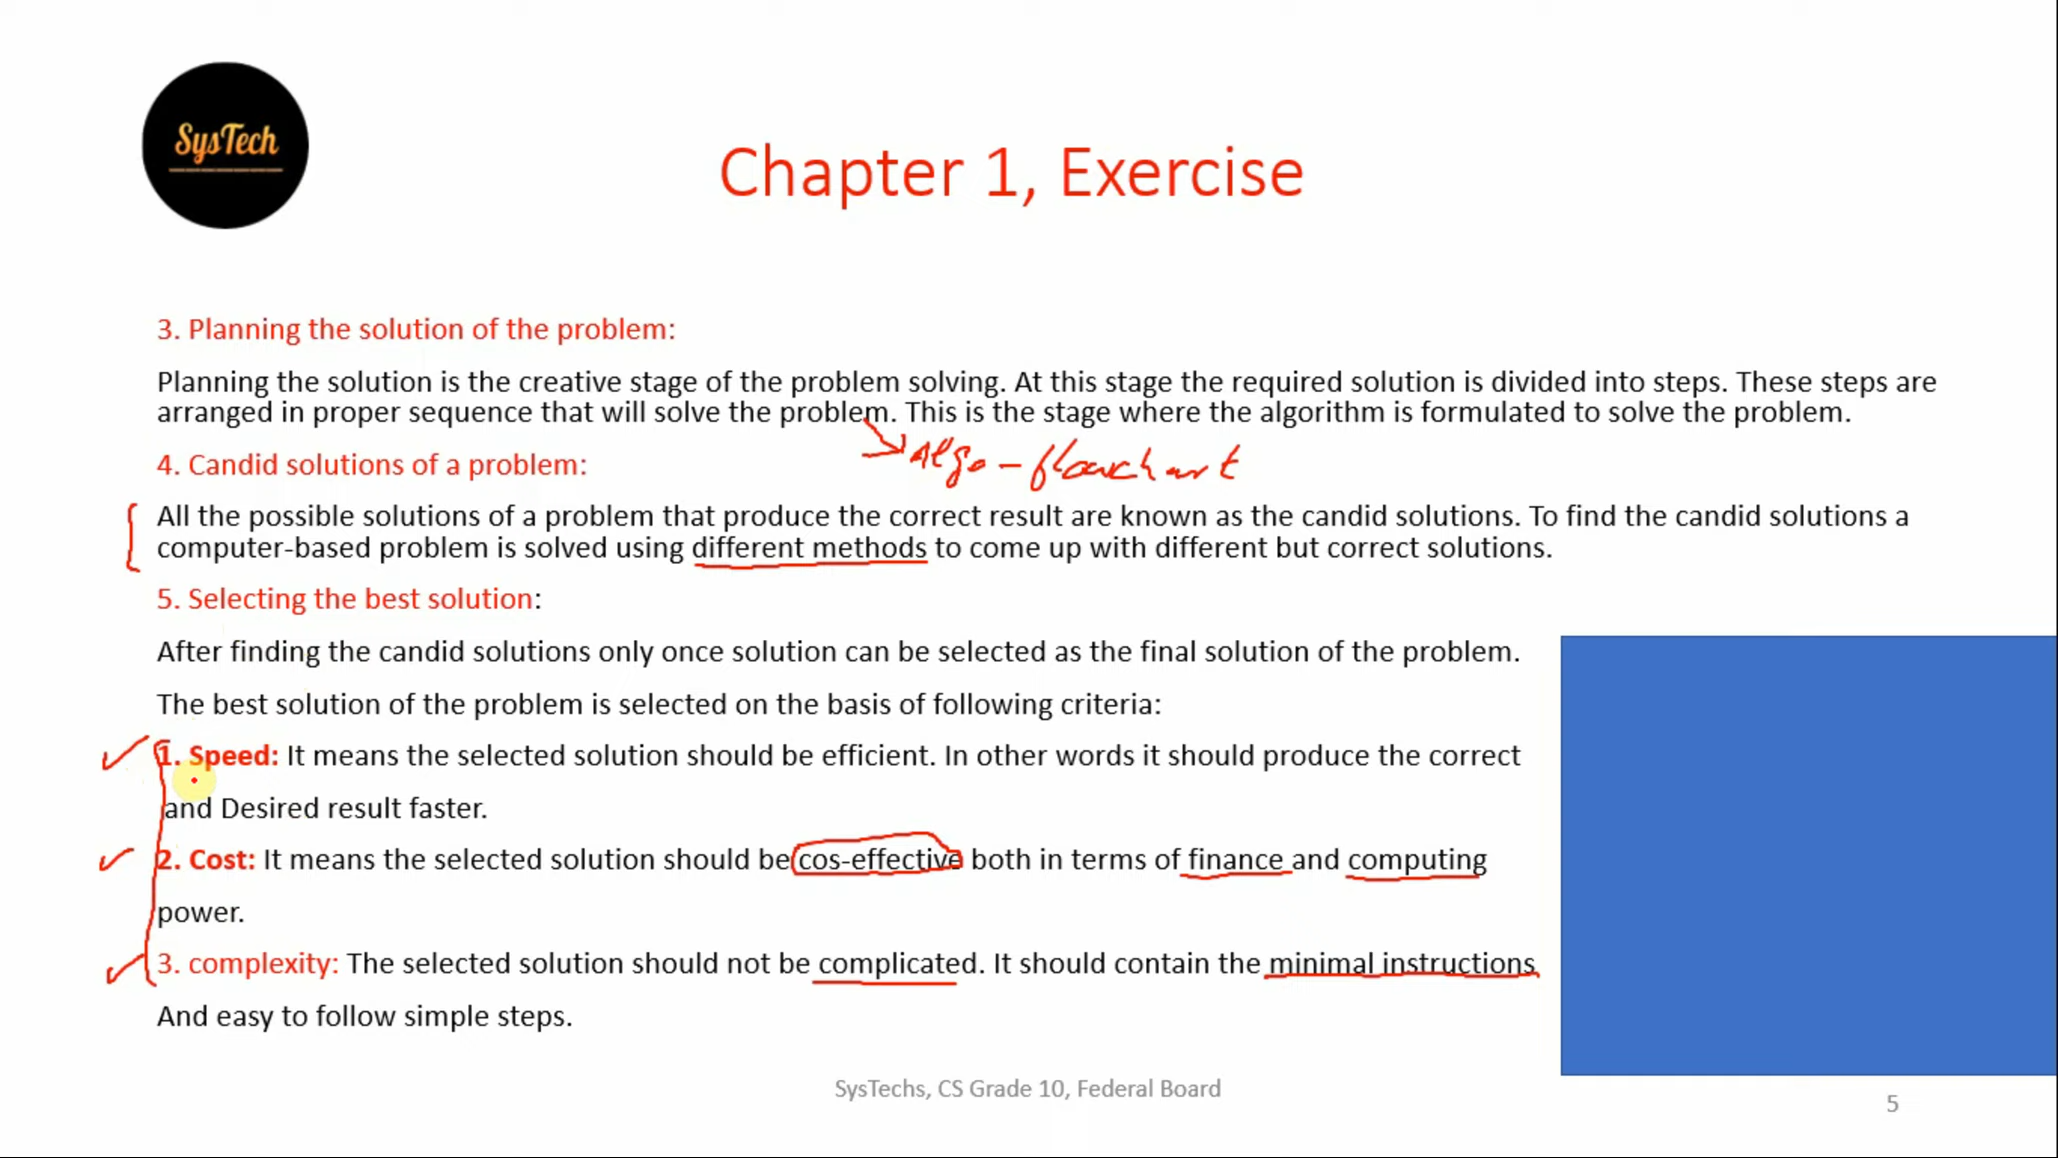 SysTech
Chapter 1, Exercise
3. Planning the solution of the problem:
Planning the solution is the creative stage of the problem solving. At this stage the required solution is divided into steps. These steps are
arranged in proper sequence that will solve the problem. This is the stage where the algorithm is formulated to solve the problem.
Algo - flowchart
4. Candid solutions of a problem:
All the possible solutions of a problem that produce the correct result are known as the candid solutions. To find the candid solutions a
computer-based problem is solved using different methods to come up with different but correct solutions.
5. Selecting the best solution:
After finding the candid solutions only once solution can be selected as the final solution of the problem.
The best solution of the problem is selected on the basis of following criteria:
1. Speed: It means the selected solution should be efficient. In other words it should produce the correct
and Desired result faster.
2. Cost: It means the selected solution should be cos-effective both in terms of finance and computing
power.
3. complexity: The selected solution should not be complicated. It should contain the minimal instructions
And easy to follow simple steps.
SysTechs, CS Grade 10, Federal Board
5